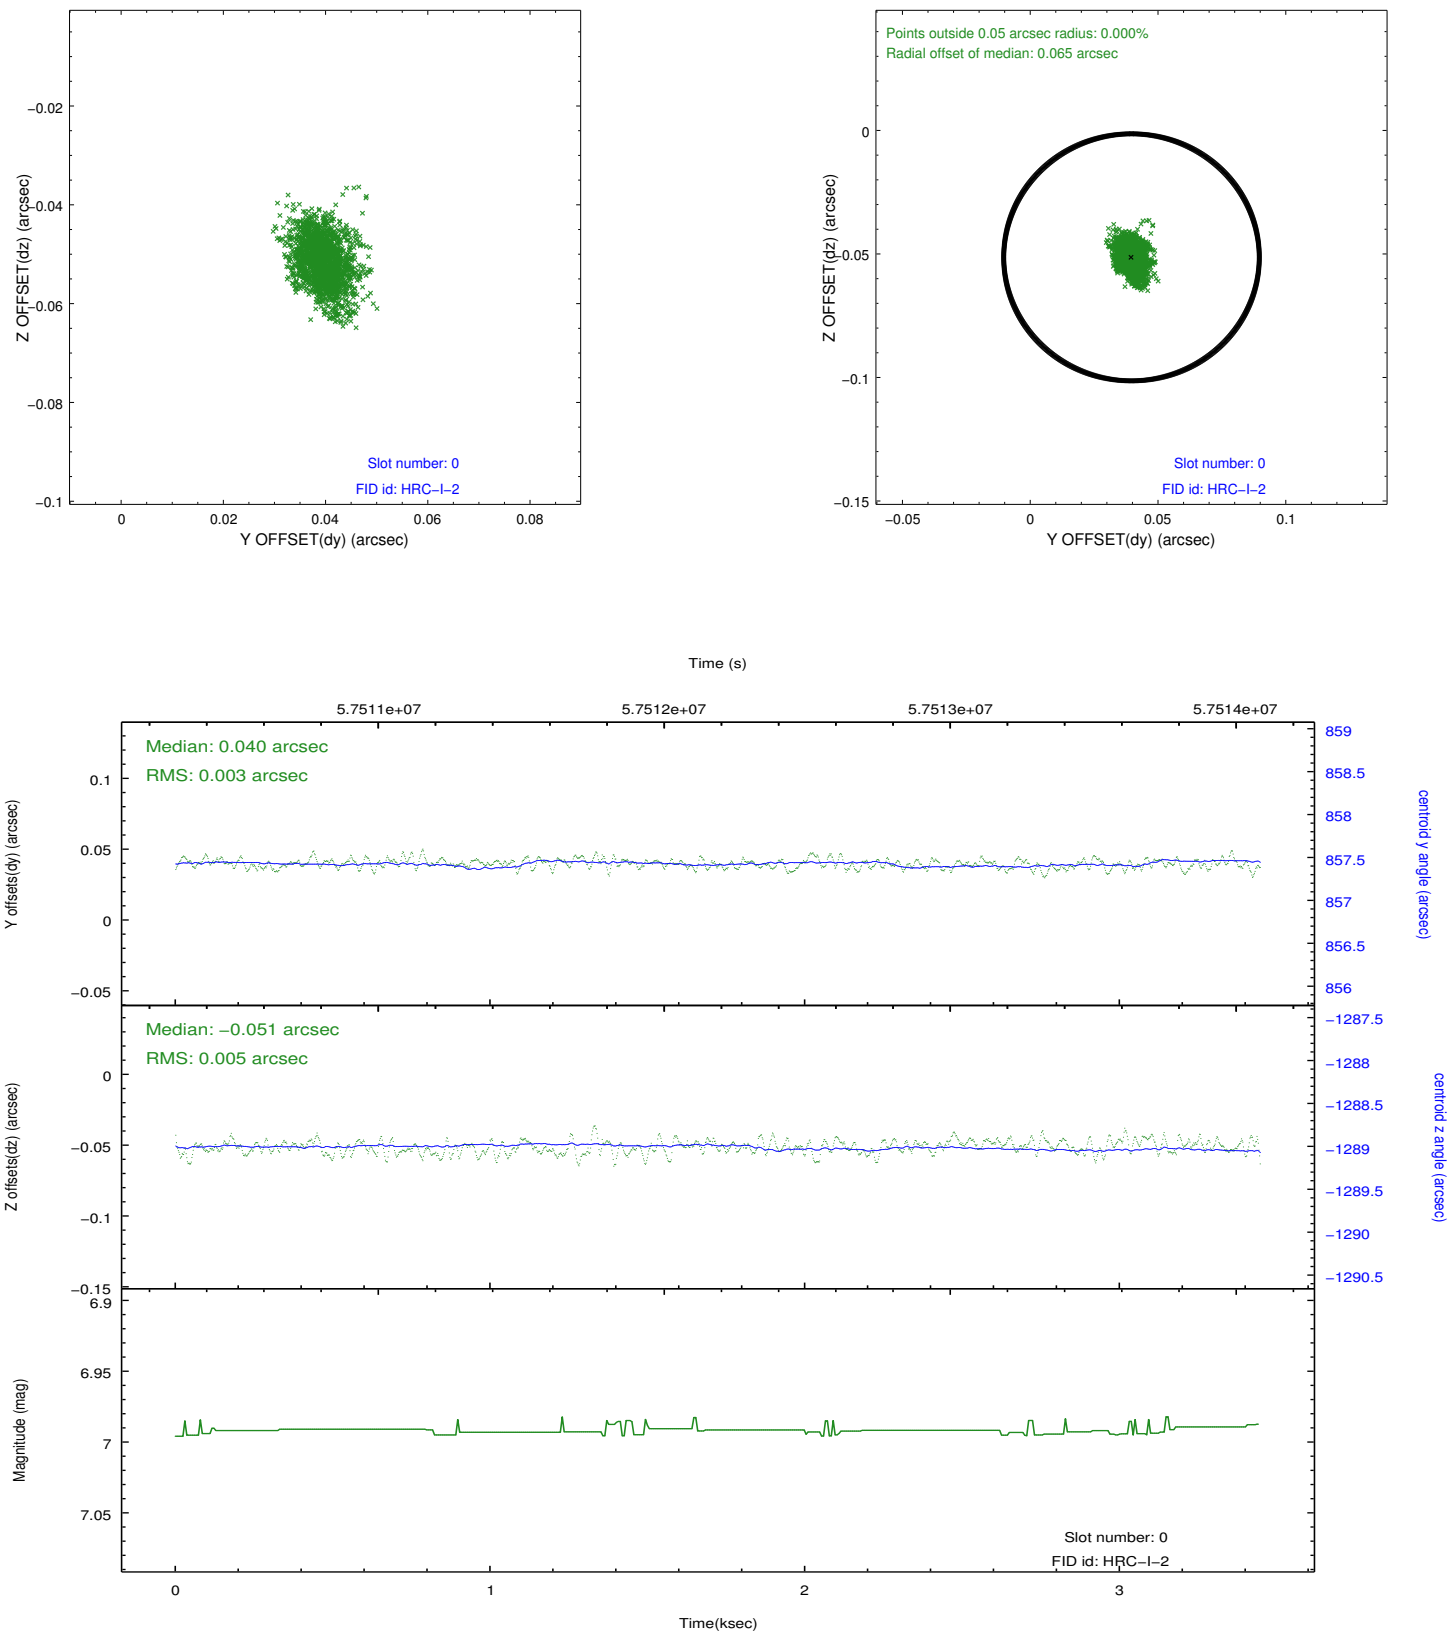 −0.02
−0.04
−0.06
−0.08
−0.1
Z OFFSET(dz) (arcsec)
0
0.02
0.04
0.06
0.08
Y OFFSET(dy) (arcsec)
Slot number: 0
FID id: HRC−I−2
Points outside 0.05 arcsec radius: 0.000%
Radial offset of median: 0.065 arcsec
0
−0.05
−0.1
−0.15
Z OFFSET(dz) (arcsec)
−0.05
0
0.05
0.1
Y OFFSET(dy) (arcsec)
Slot number: 0
FID id: HRC−I−2
Time (s)
5.7511e+07
5.7512e+07
5.7513e+07
5.7514e+07
Median: 0.040 arcsec
RMS: 0.003 arcsec
0.1
0.05
0
−0.05
Y offsets(dy) (arcsec)
859
858.5
858
857.5
857
856.5
856
centroid y angle (arcsec)
Median: −0.051 arcsec
RMS: 0.005 arcsec
0
−0.05
−0.1
−0.15
Z offsets(dz) (arcsec)
−1287.5
−1288
−1288.5
−1289
−1289.5
−1290
−1290.5
centroid z angle (arcsec)
6.9
6.95
7
7.05
Magnitude (mag)
Slot number: 0
FID id: HRC−I−2
0
1
2
3
Time(ksec)